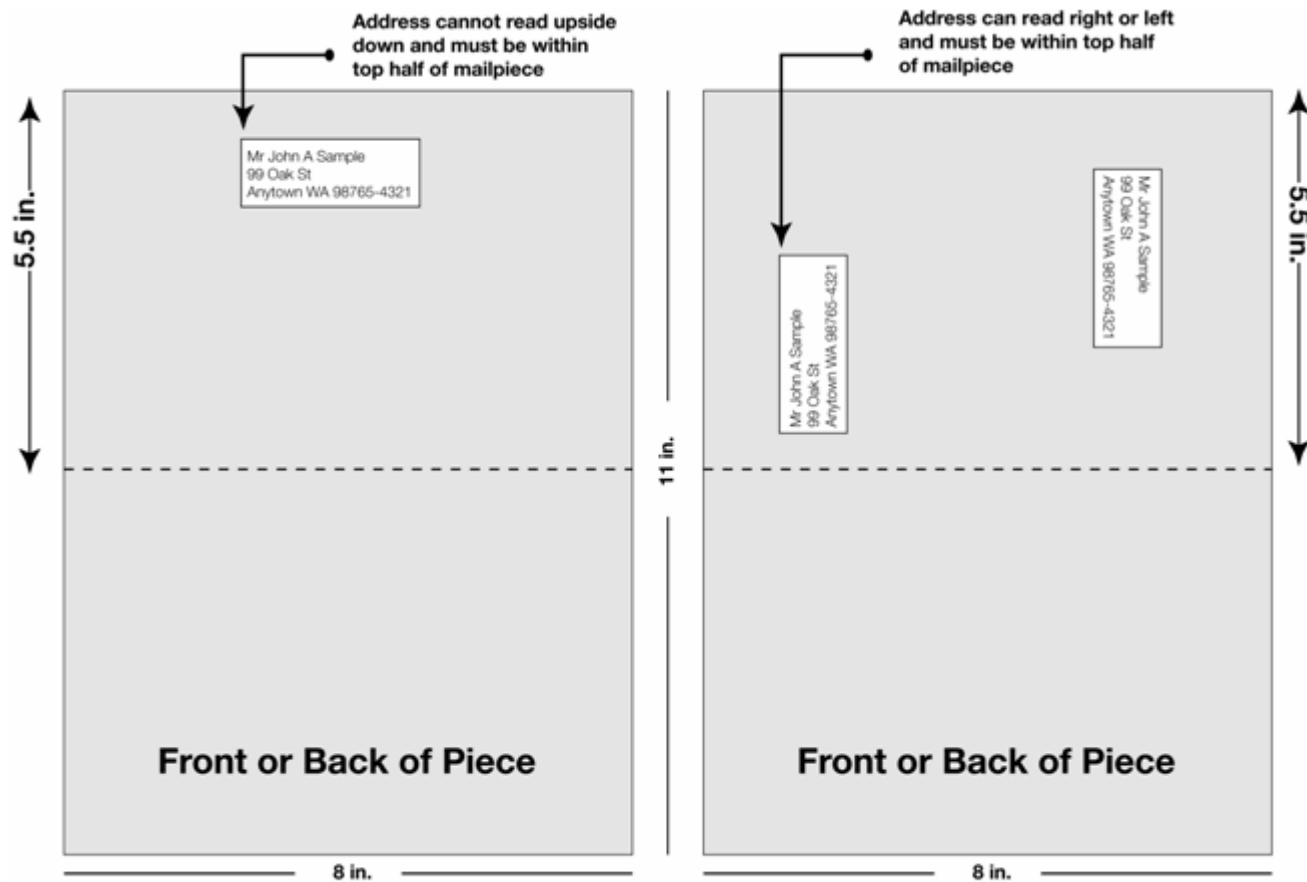 Address cannot read upside
down and must be within
top half of mailpiece
Address can read right or left
and must be within top half
of mailpiece
5.5 in.
Mr John A Sample
99 Oak St
Anytown WA 98765-4321
11 in.
Mr John A Sample
99 Oak St
Anytown WA 98765-4321
Mr John A Sample
99 Oak St
Anytown WA 98765-4321
5.5 in.
Front or Back of Piece
Front or Back of Piece
8 in.
8 in.